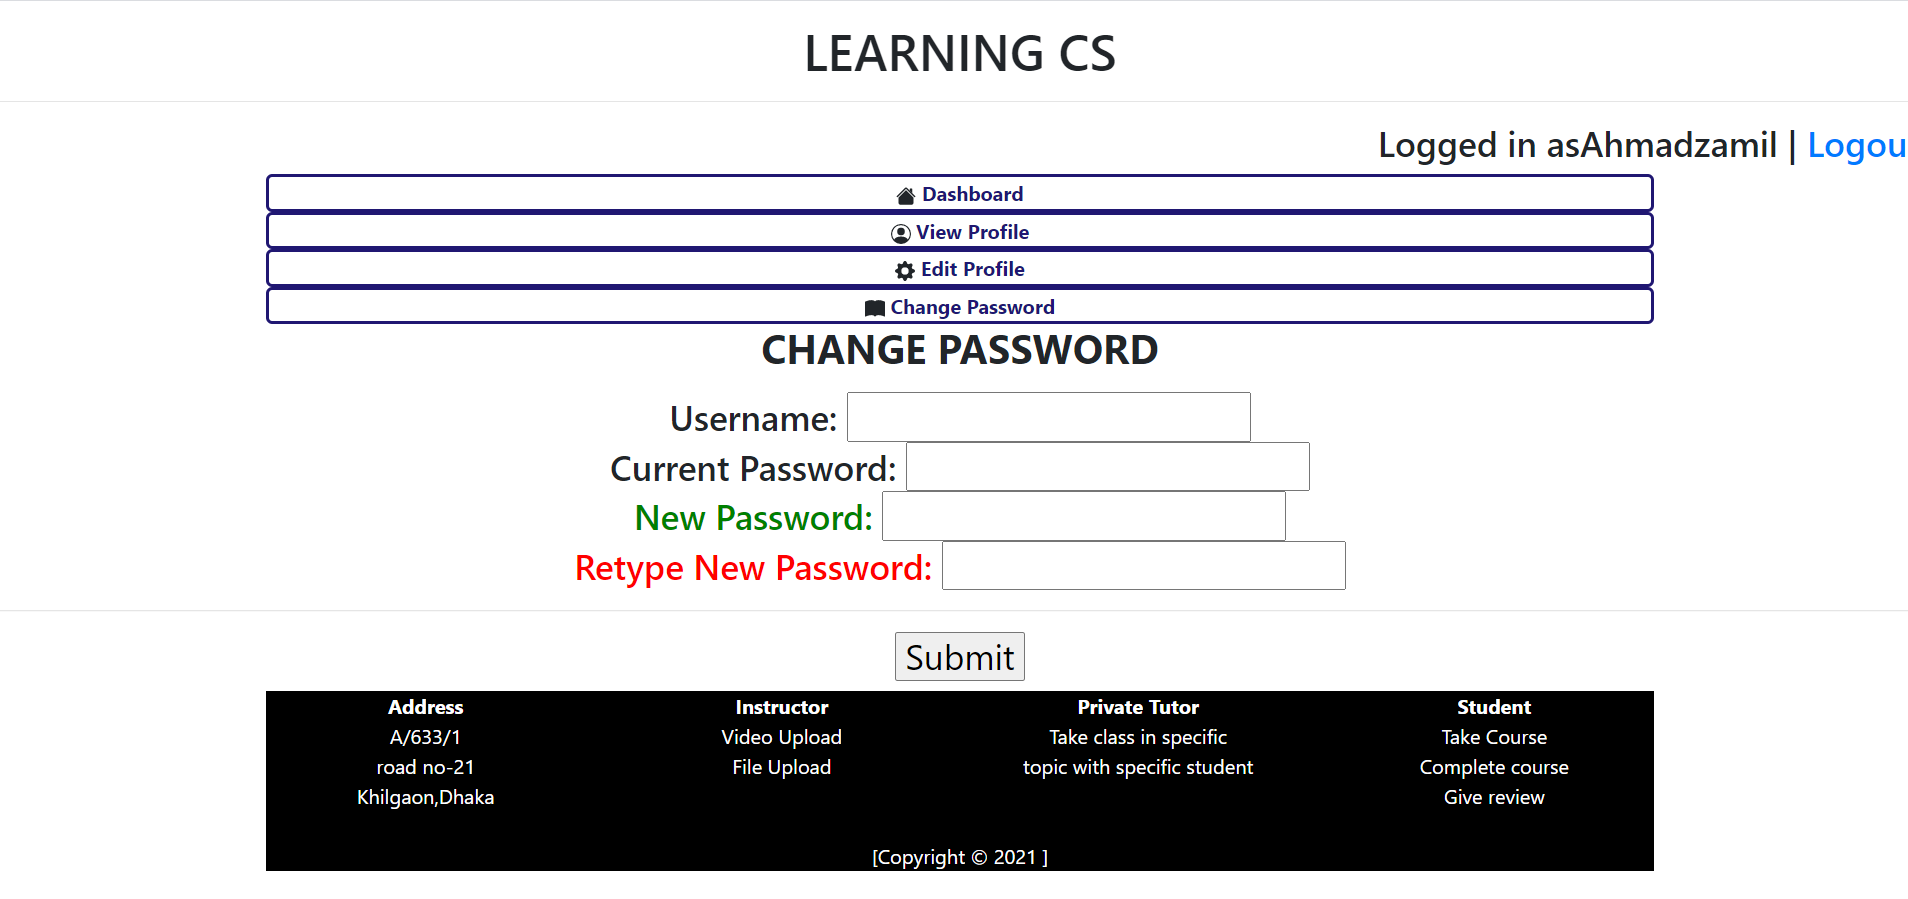 LEARNING CS
Logged in asAhmadzamil | Logou
Dashboard
View Profile
Edit Profile
Change Password
CHANGE PASSWORD
Username:
Current Password:
New Password:
Retype New Password:
Submit
Address
A/633/1
road no-21
Khilgaon,Dhaka
Instructor
Video Upload
File Upload
Private Tutor
Take class in specific
topic with specific student
Student
Take Course
Complete course
Give review
[Copyright © 2021 ]